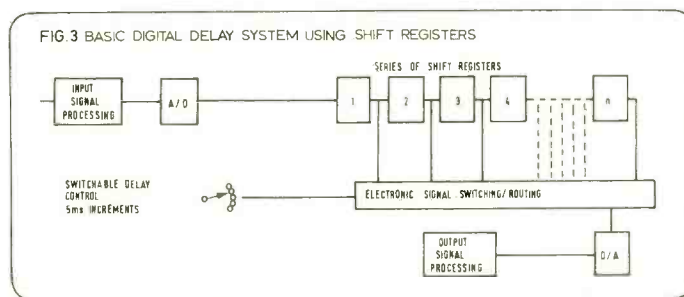 FIG.3 BASIC DIGITAL DELAY SYSTEM USING SHIFT REGISTERS
SERIES OF SHIFT REGISTERS
INPUT
SIGNAL
PROCESSING
A/D
1
2
3
4
n
SWITCHABLE DELAY
CONTROL
5ms INCREMENTS
ELECTRONIC SIGNAL SWITCHING/ROUTING
OUTPUT
SIGNAL
PROCESSING
D/A